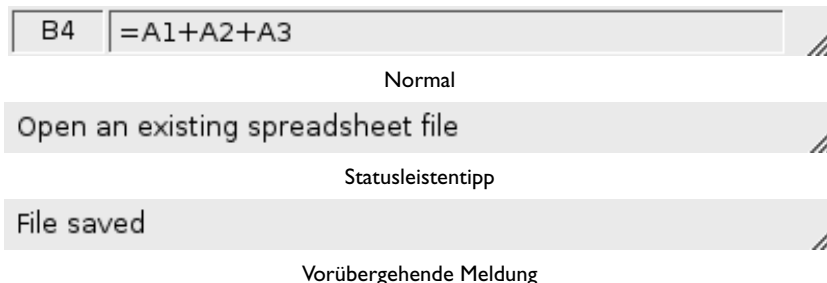 B4 =A1+A2+A3
Normal
Open an existing spreadsheet file
Statusleistentipp
File saved
Vorübergehende Meldung